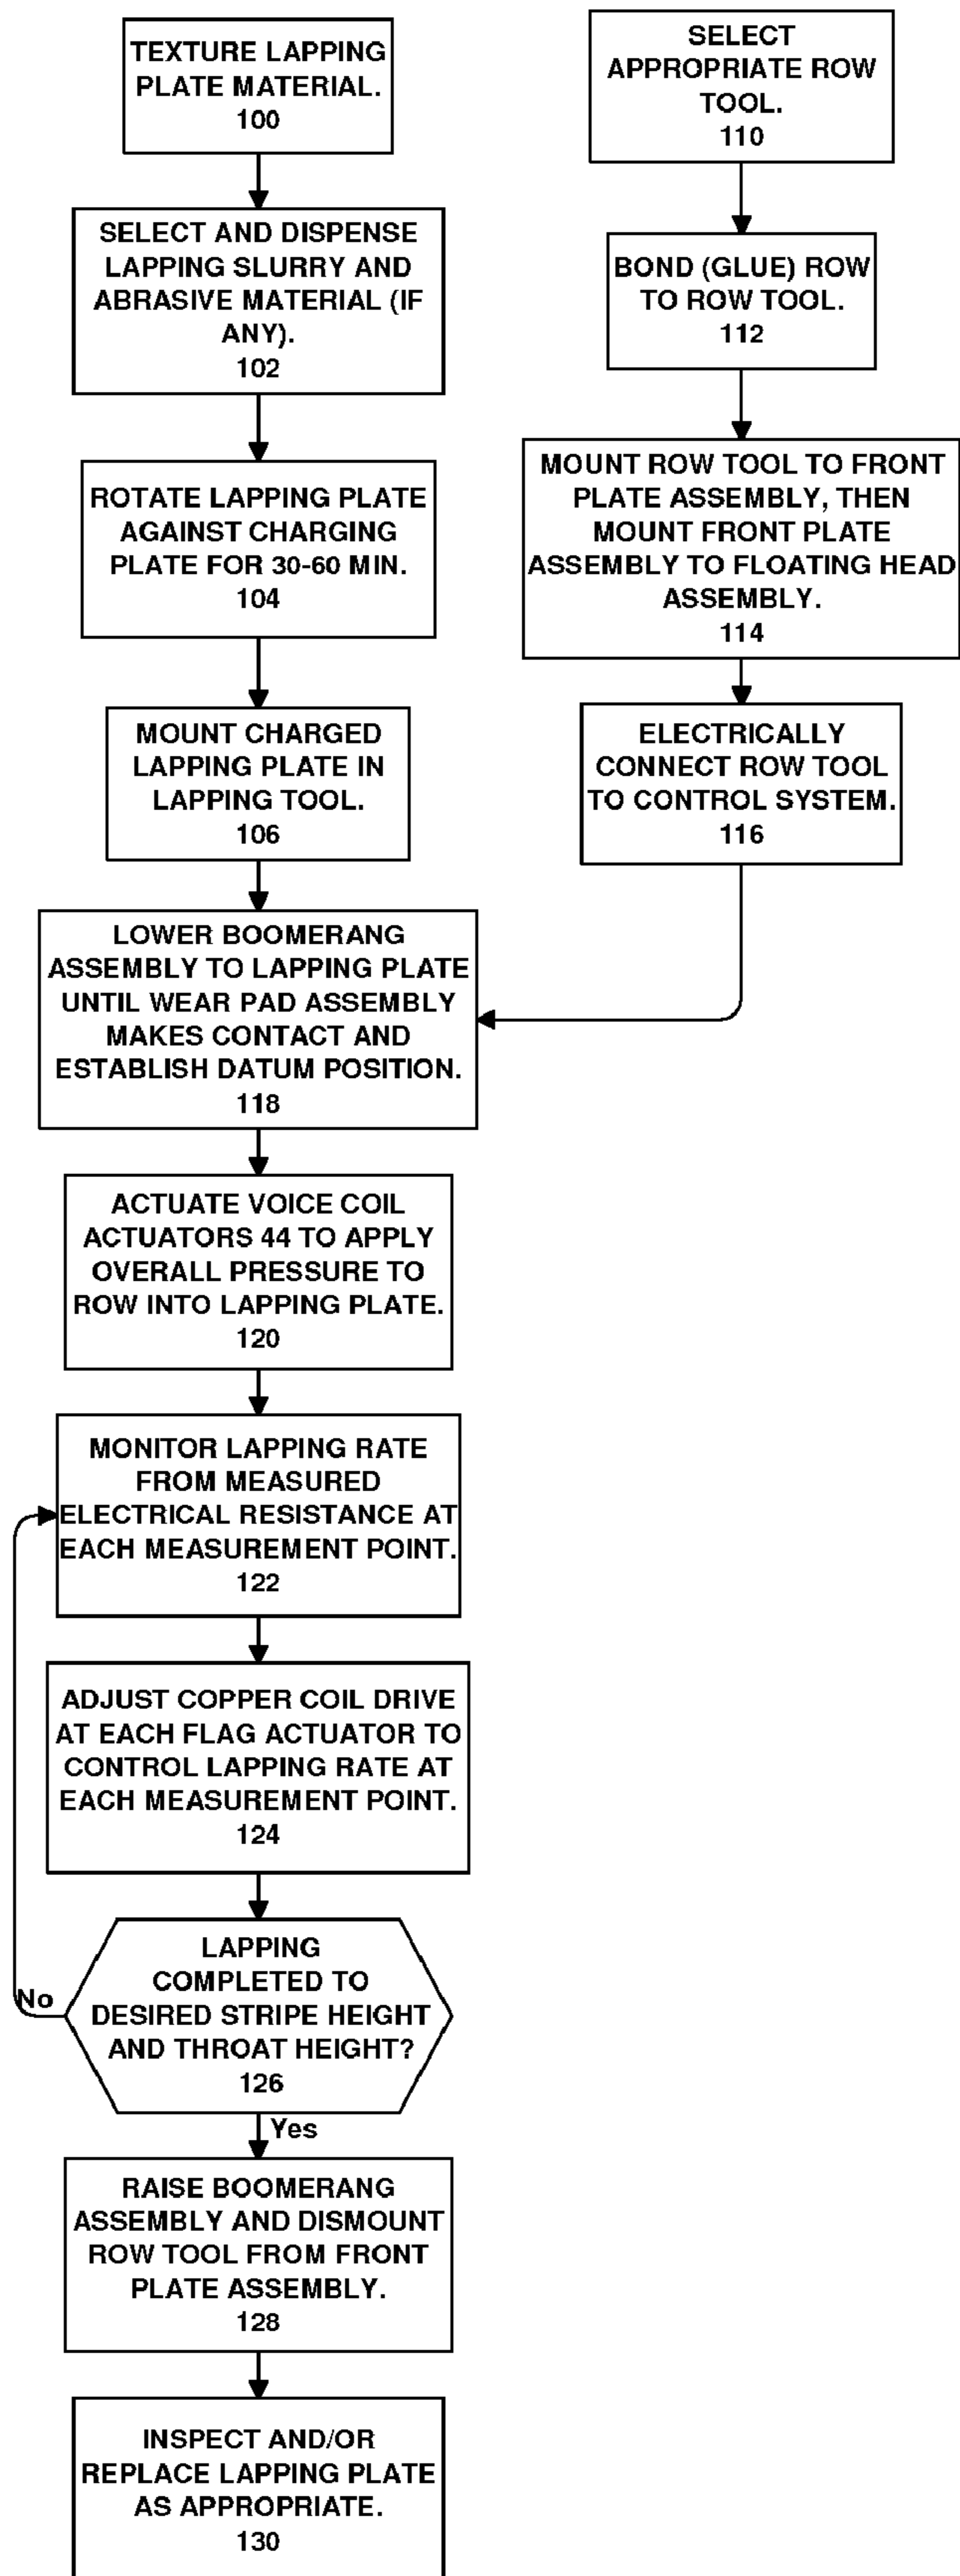 TEXTURE LAPPING
PLATE MATERIAL.
100
SELECT AND DISPENSE
LAPPING SLURRY AND
ABRASIVE MATERIAL (IF
ANY).
102
ROTATE LAPPING PLATE
AGAINST CHARGING
PLATE FOR 30-60 MIN.
104
MOUNT CHARGED
LAPPING PLATE IN
LAPPING TOOL.
106
SELECT
APPROPRIATE ROW
TOOL.
110
BOND (GLUE) ROW
TO ROW TOOL.
112
MOUNT ROW TOOL TO FRONT
PLATE ASSEMBLY, THEN
MOUNT FRONT PLATE
ASSEMBLY TO FLOATING HEAD
ASSEMBLY.
114
ELECTRICALLY
CONNECT ROW TOOL
TO CONTROL SYSTEM.
116
LOWER BOOMERANG
ASSEMBLY TO LAPPING PLATE
UNTIL WEAR PAD ASSEMBLY
MAKES CONTACT AND
ESTABLISH DATUM POSITION.
118
ACTUATE VOICE COIL
ACTUATORS 44 TO APPLY
OVERALL PRESSURE TO
ROW INTO LAPPING PLATE.
120
MONITOR LAPPING RATE
FROM MEASURED
ELECTRICAL RESISTANCE AT
EACH MEASUREMENT POINT.
122
ADJUST COPPER COIL DRIVE
AT EACH FLAG ACTUATOR TO
CONTROL LAPPING RATE AT
EACH MEASUREMENT POINT.
124
LAPPING
COMPLETED TO
DESIRED STRIPE HEIGHT
AND THROAT HEIGHT?
126
No
Yes
RAISE BOOMERANG
ASSEMBLY AND DISMOUNT
ROW TOOL FROM FRONT
PLATE ASSEMBLY.
128
INSPECT AND/OR
REPLACE LAPPING PLATE
AS APPROPRIATE.
130